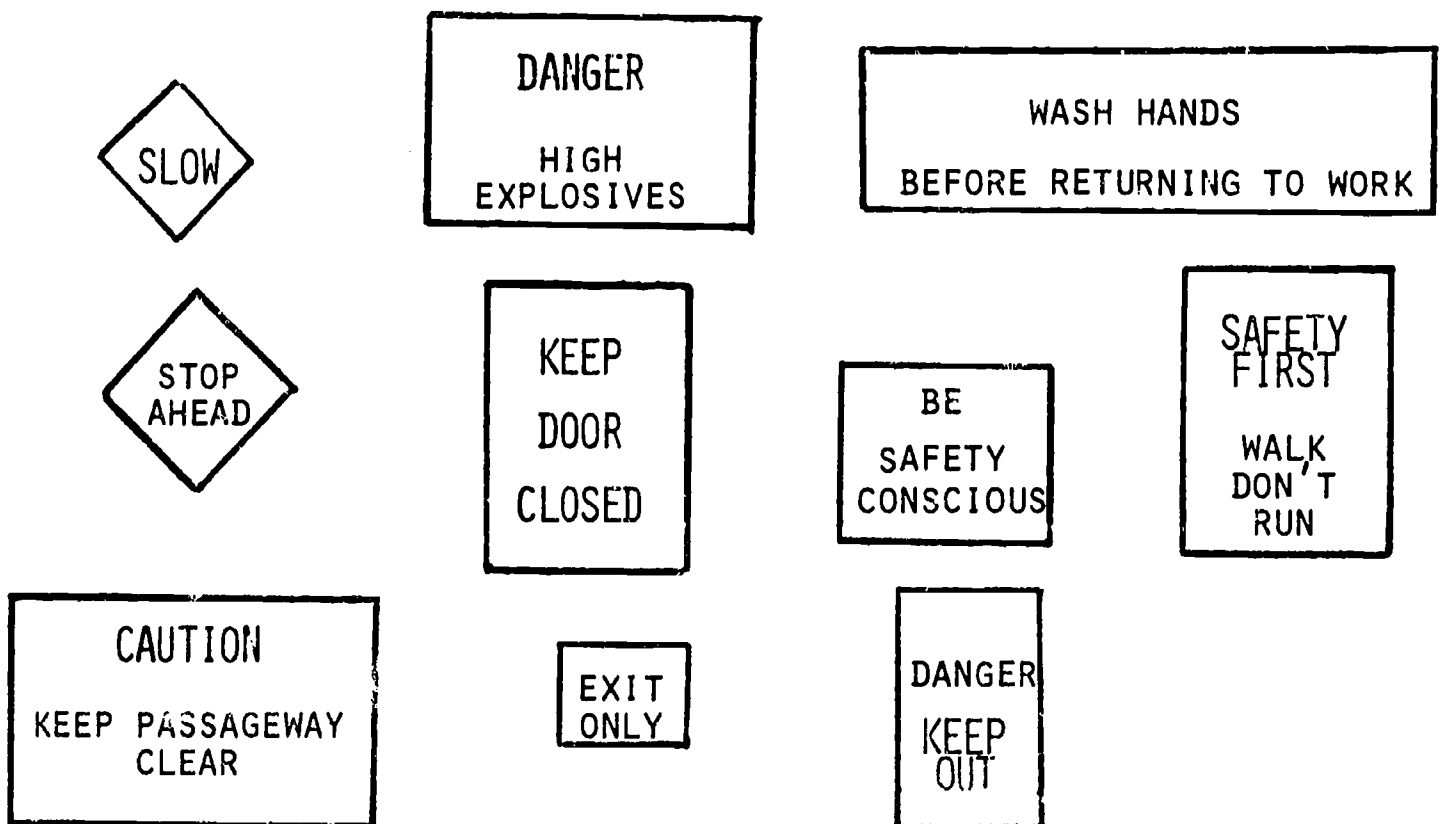 SLOW
DANGER
HIGH
EXPLOSIVES
WASH HANDS
BEFORE RETURNING TO WORK
STOP
AHEAD
KEEP
DOOR
CLOSED
BE
SAFETY
CONSCIOUS
SAFETY
FIRST
WALK
DON'T
RUN
CAUTION
KEEP PASSAGEWAY
CLEAR
EXIT
ONLY
DANGER
KEEP
OUT